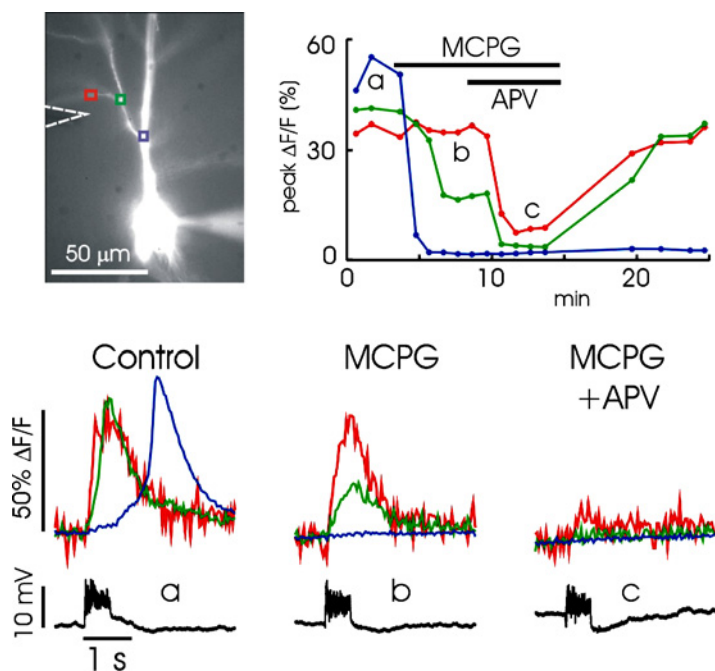 50 μm
60
30
0
peak ΔF/F (%)
MCPG
APV
a
b
c
0
10
20
min
Control
MCPG
MCPG
+APV
50% ΔF/F
10 mV
a
b
c
1 s